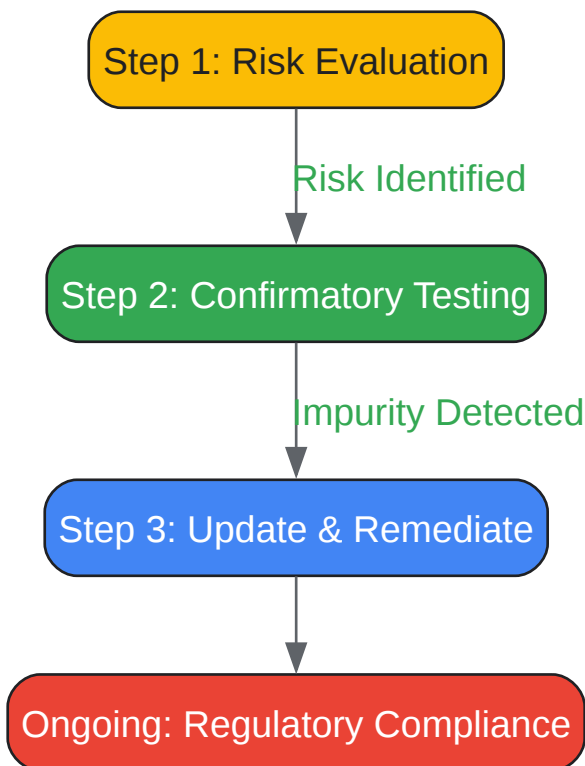 Step 1: Risk Evaluation
Risk Identified
Step 2: Confirmatory Testing
Impurity Detected
Step 3: Update & Remediate
Ongoing: Regulatory Compliance